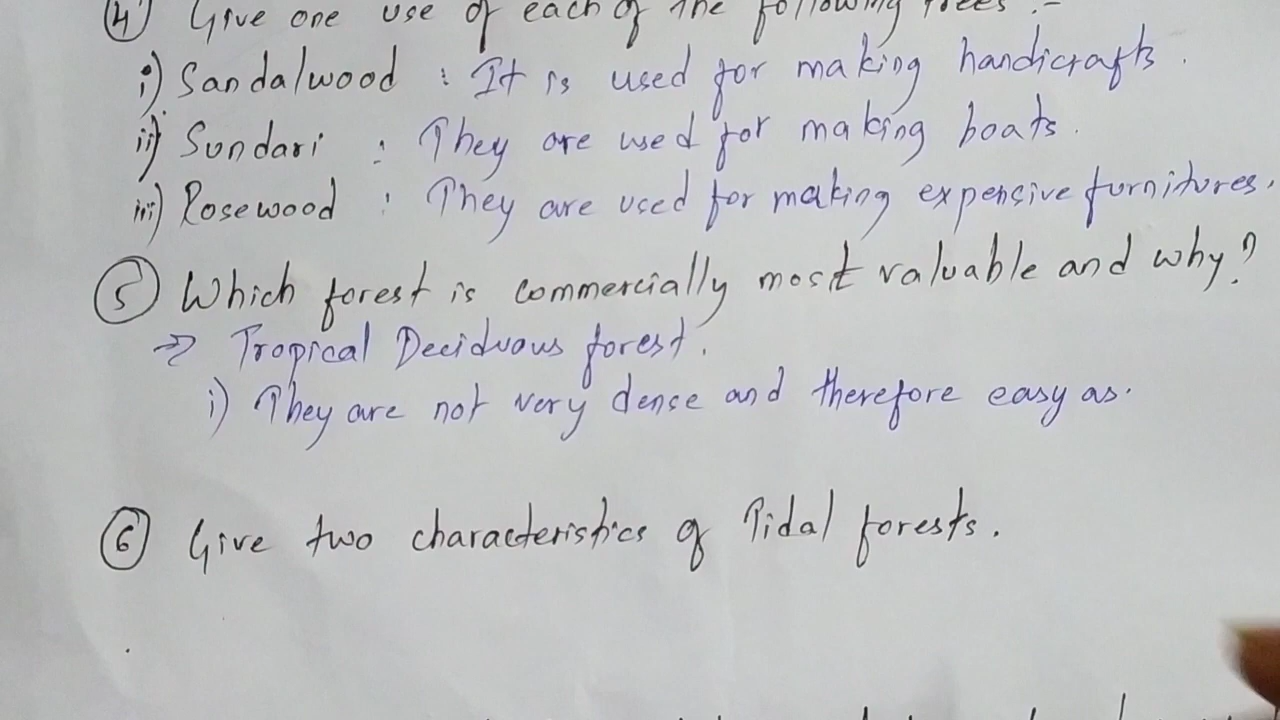 ④ Give one use of each of the following trees :-
i) Sandalwood : It is used for making handicrafts.
ii) Sundari : They are used for making boats.
iii) Rosewood : They are used for making expensive furnitures.
⑤ Which forest is commercially most valuable and why?
⇒ Tropical Deciduous forest.
i) They are not very dense and therefore easy as.
⑥ Give two characteristics of Tidal forests.